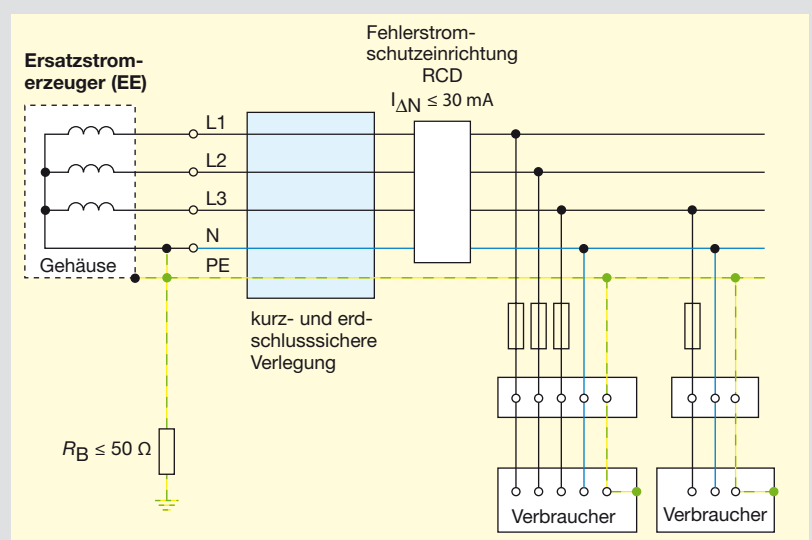 Fehlerstrom-
schutzeinrichtung
RCD
I∆N ≤ 30 mA
Ersatzstrom-
erzeuger (EE)
L1
L2
L3
N
PE
Gehäuse
kurz- und erd-
schlusssichere
Verlegung
RB ≤ 50 Ω
Verbraucher
Verbraucher